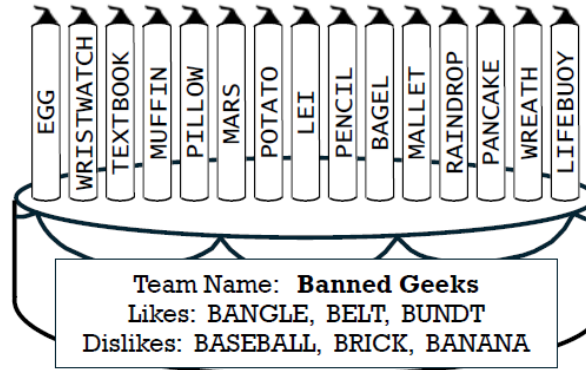 EGG
WRISTWATCH
TEXTBOOK
MUFFIN
PILLOW
MARS
POTATO
LEI
PENCIL
BAGEL
MALLET
RAINDROP
PANCAKE
WREATH
LIFEBUOY
Team Name: Banned Geeks
Likes: BANGLE, BELT, BUNDT
Dislikes: BASEBALL, BRICK, BANANA